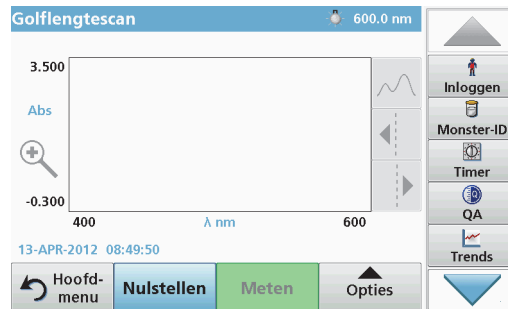 Golflengtescan 600.0 nm
3.500
Abs
-0.300
400 λ nm 600
13-APR-2012 08:49:50
Hoofd-
menu
Nulstellen
Meten
Opties
Inloggen
Monster-ID
Timer
QA
Trends